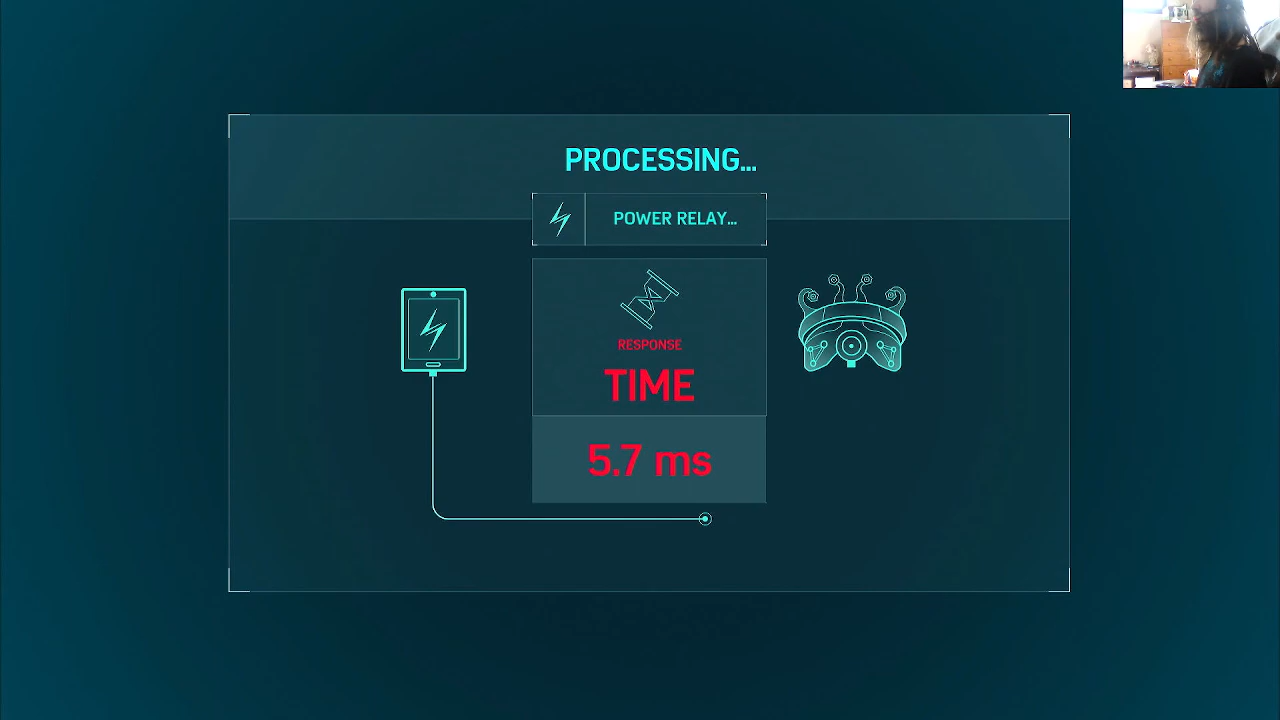 PROCESSING...
POWER RELAY...
RESPONSE
TIME
5.7 ms